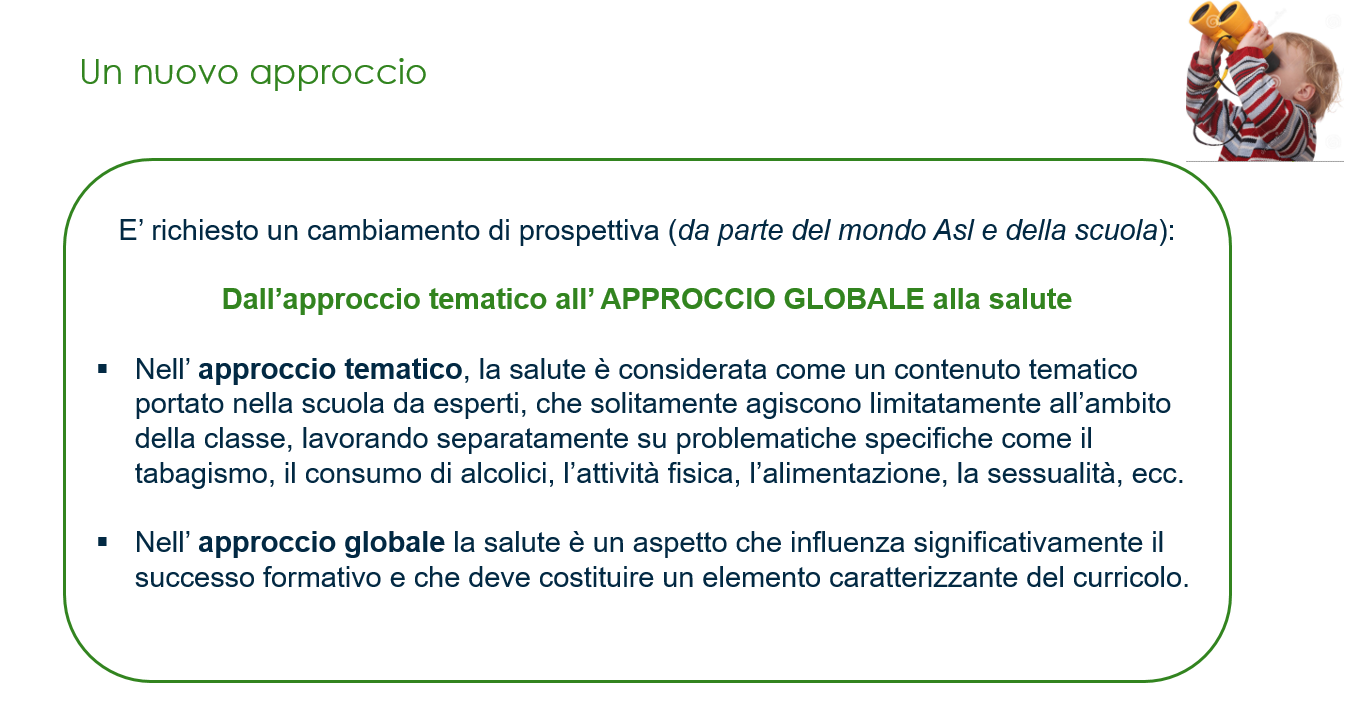 Un nuovo approccio
E’ richiesto un cambiamento di prospettiva (da parte del mondo Asl e della scuola):
Dall’approccio tematico all’ APPROCCIO GLOBALE alla salute
▪ Nell’ approccio tematico, la salute è considerata come un contenuto tematico
portato nella scuola da esperti, che solitamente agiscono limitatamente all’ambito
della classe, lavorando separatamente su problematiche specifiche come il
tabagismo, il consumo di alcolici, l’attività fisica, l’alimentazione, la sessualità, ecc.
▪ Nell’ approccio globale la salute è un aspetto che influenza significativamente il
successo formativo e che deve costituire un elemento caratterizzante del curricolo.